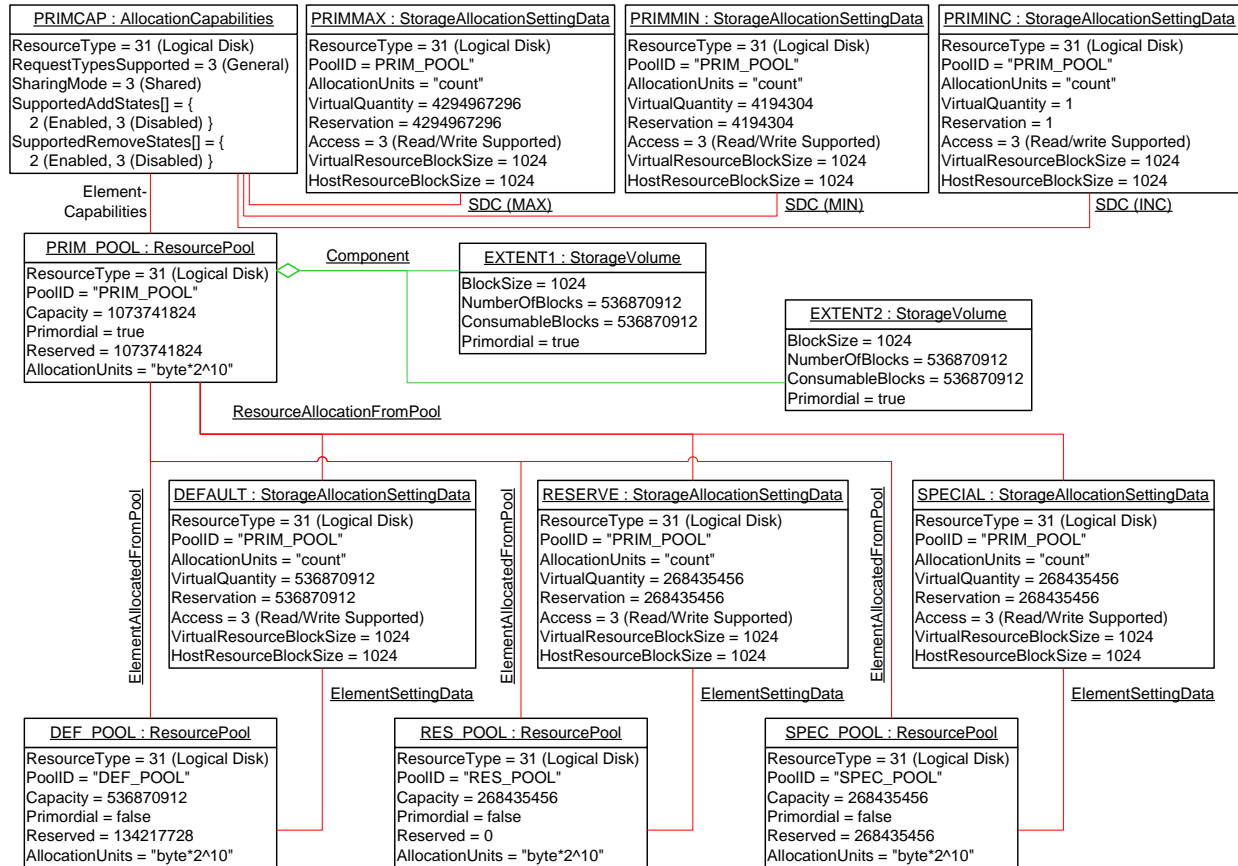 PRIMCAP : AllocationCapabilities
ResourceType = 31 (Logical Disk)
RequestTypesSupported = 3 (General)
SharingMode = 3 (Shared)
SupportedAddStates[] = {
2 (Enabled, 3 (Disabled) }
SupportedRemoveStates[] = {
2 (Enabled, 3 (Disabled) }
PRIMMAX : StorageAllocationSettingData
ResourceType = 31 (Logical Disk)
PoolID = PRIM_POOL"
AllocationUnits = "count"
VirtualQuantity = 4294967296
Reservation = 4294967296
Access = 3 (Read/Write Supported)
VirtualResourceBlockSize = 1024
HostResourceBlockSize = 1024
PRIMMIN : StorageAllocationSettingData
ResourceType = 31 (Logical Disk)
PoolID = "PRIM_POOL"
AllocationUnits = "count"
VirtualQuantity = 4194304
Reservation = 4194304
Access = 3 (Read/Write Supported)
VirtualResourceBlockSize = 1024
HostResourceBlockSize = 1024
PRIMINC : StorageAllocationSettingData
ResourceType = 31 (Logical Disk)
PoolID = "PRIM_POOL"
AllocationUnits = "count"
VirtualQuantity = 1
Reservation = 1
Access = 3 (Read/write Supported)
VirtualResourceBlockSize = 1024
HostResourceBlockSize = 1024
Element-
Capabilities
SDC (MAX)
SDC (MIN)
SDC (INC)
PRIM_POOL : ResourcePool
ResourceType = 31 (Logical Disk)
PoolID = "PRIM_POOL"
Capacity = 1073741824
Primordial = true
Reserved = 1073741824
AllocationUnits = "byte*2^10"
Component
EXTENT1 : StorageVolume
BlockSize = 1024
NumberOfBlocks = 536870912
ConsumableBlocks = 536870912
Primordial = true
EXTENT2 : StorageVolume
BlockSize = 1024
NumberOfBlocks = 536870912
ConsumableBlocks = 536870912
Primordial = true
ResourceAllocationFromPool
ElementAllocatedFromPool
DEFAULT : StorageAllocationSettingData
ResourceType = 31 (Logical Disk)
PoolID = "PRIM_POOL"
AllocationUnits = "count"
VirtualQuantity = 536870912
Reservation = 536870912
Access = 3 (Read/Write Supported)
VirtualResourceBlockSize = 1024
HostResourceBlockSize = 1024
ElementAllocatedFromPool
RESERVE : StorageAllocationSettingData
ResourceType = 31 (Logical Disk)
PoolID = "PRIM_POOL"
AllocationUnits = "count"
VirtualQuantity = 268435456
Reservation = 268435456
Access = 3 (Read/Write Supported)
VirtualResourceBlockSize = 1024
HostResourceBlockSize = 1024
ElementAllocatedFromPool
SPECIAL : StorageAllocationSettingData
ResourceType = 31 (Logical Disk)
PoolID = "PRIM_POOL"
AllocationUnits = "count"
VirtualQuantity = 268435456
Reservation = 268435456
Access = 3 (Read/Write Supported)
VirtualResourceBlockSize = 1024
HostResourceBlockSize = 1024
ElementSettingData
ElementSettingData
ElementSettingData
DEF_POOL : ResourcePool
ResourceType = 31 (Logical Disk)
PoolID = "DEF_POOL"
Capacity = 536870912
Primordial = false
Reserved = 134217728
AllocationUnits = "byte*2^10"
RES_POOL : ResourcePool
ResourceType = 31 (Logical Disk)
PoolID = "RES_POOL"
Capacity = 268435456
Primordial = false
Reserved = 0
AllocationUnits = "byte*2^10"
SPEC_POOL : ResourcePool
ResourceType = 31 (Logical Disk)
PoolID = "SPEC_POOL"
Capacity = 268435456
Primordial = false
Reserved = 268435456
AllocationUnits = "byte*2^10"